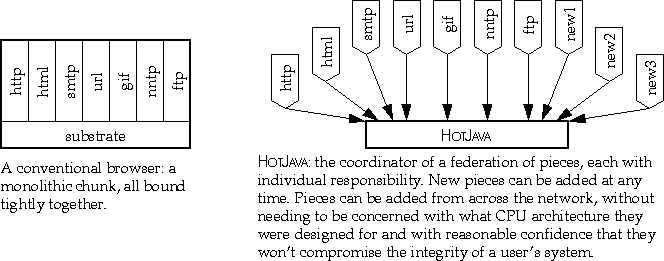 http html smtp url gif nntp ftp
substrate
A conventional browser: a
monolithic chunk, all bound
tightly together.
http html smtp url gif nntp ftp new1 new2 new3
HOTJAVA
HOTJAVA: the coordinator of a federation of pieces, each with
individual responsibility. New pieces can be added at any
time. Pieces can be added from across the network, without
needing to be concerned with what CPU architecture they
were designed for and with reasonable confidence that they
won't compromise the integrity of a user's system.